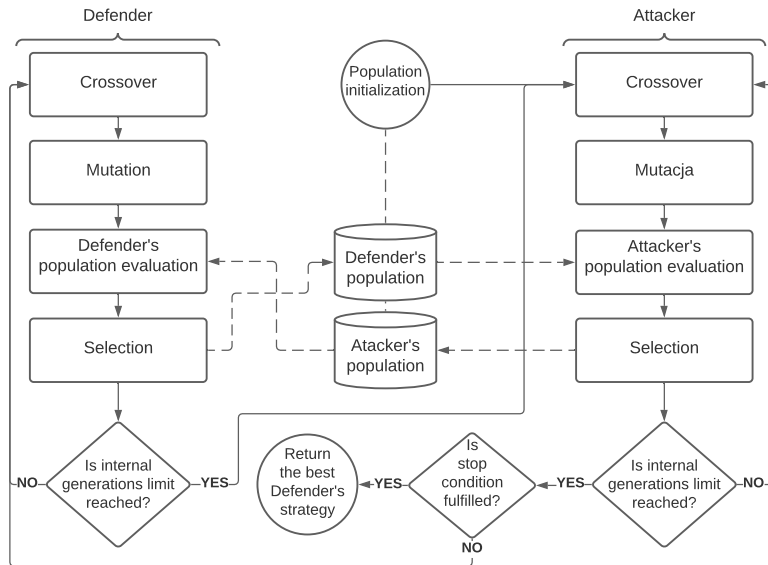 Defender
Attacker
Crossover
Population
initialization
Crossover
Mutation
Mutacja
Defender's
population evaluation
Defender's
population
Attacker's
population evaluation
Selection
Atacker's
population
Selection
Is internal
generations limit
reached?
NO
YES
Return
the best
Defender's
strategy
YES
Is
stop
condition
fulfilled?
NO
YES
Is internal
generations limit
reached?
NO